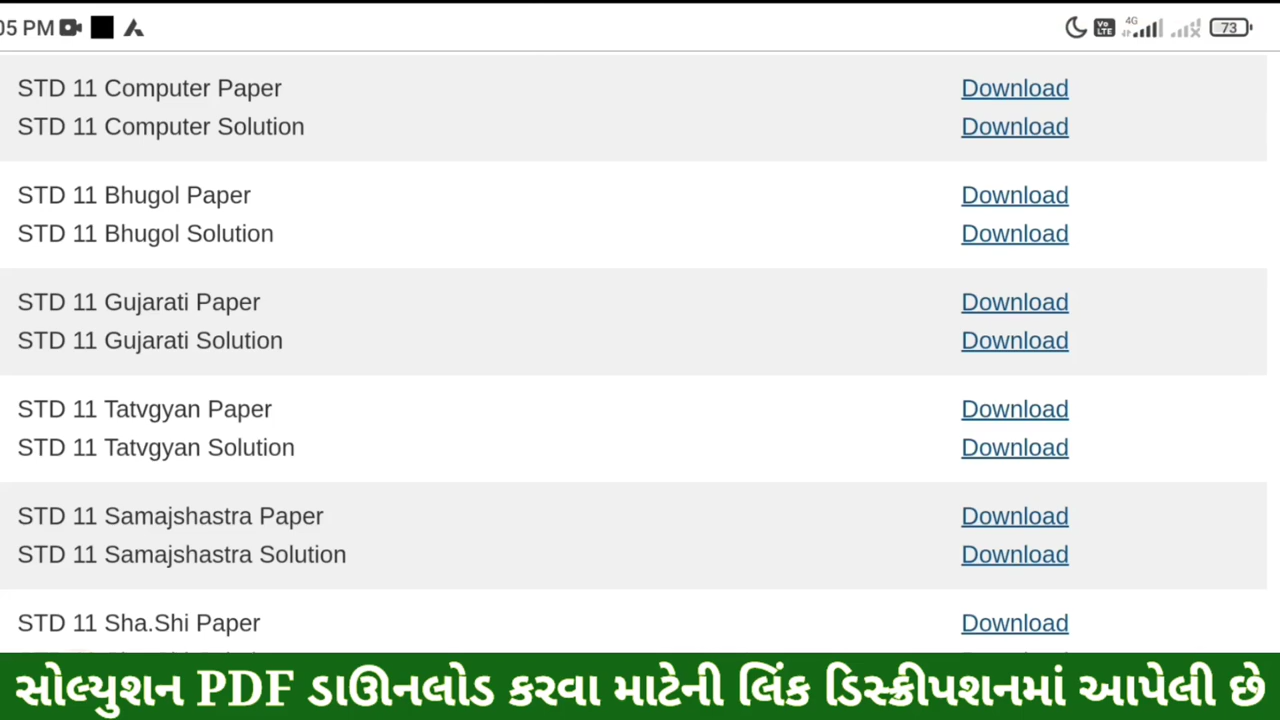 05 PM 4G Vo LTE 73
STD 11 Computer Paper Download
STD 11 Computer Solution Download
STD 11 Bhugol Paper Download
STD 11 Bhugol Solution Download
STD 11 Gujarati Paper Download
STD 11 Gujarati Solution Download
STD 11 Tatvgyan Paper Download
STD 11 Tatvgyan Solution Download
STD 11 Samajshastra Paper Download
STD 11 Samajshastra Solution Download
STD 11 Sha.Shi Paper Download
સોલ્યુશન PDF ડાઊનલોડ કરવા માટેની લિંક ડિસ્ક્રીપશનમાં આપેલી છે